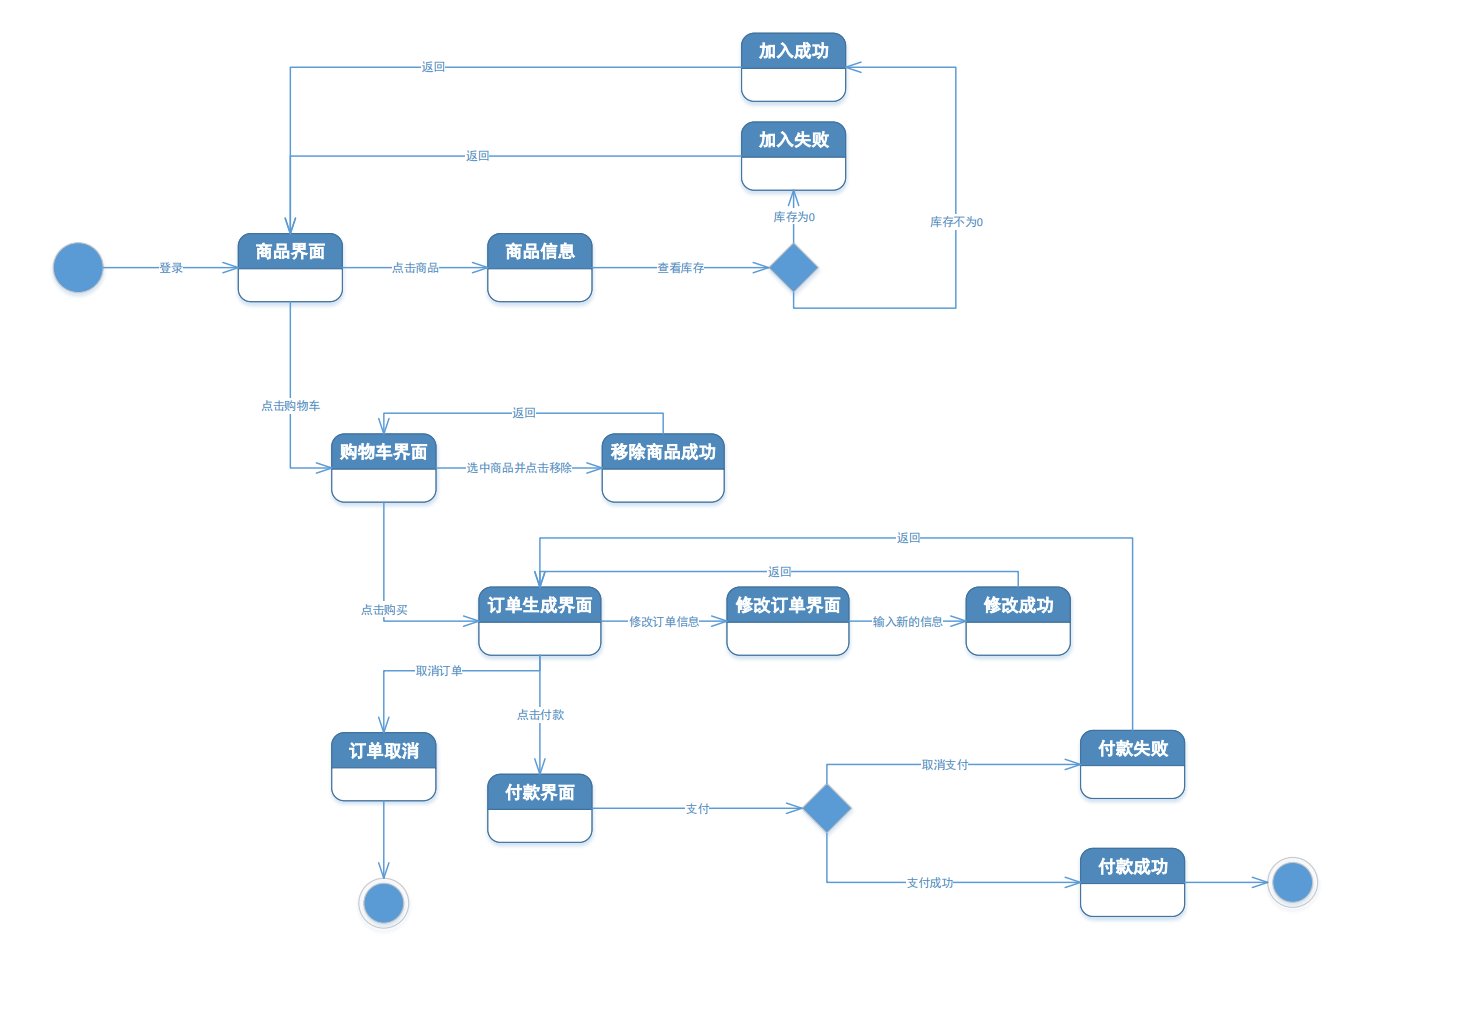 加入成功
返回
加入失败
返回
库存为0
库存不为0
商品界面
商品信息
登录
点击商品
查看库存
点击购物车
返回
购物车界面
移除商品成功
选中商品并点击移除
返回
返回
订单生成界面
修改订单界面
修改成功
点击购买
修改订单信息
输入新的信息
取消订单
点击付款
订单取消
付款失败
取消支付
付款界面
支付
付款成功
支付成功